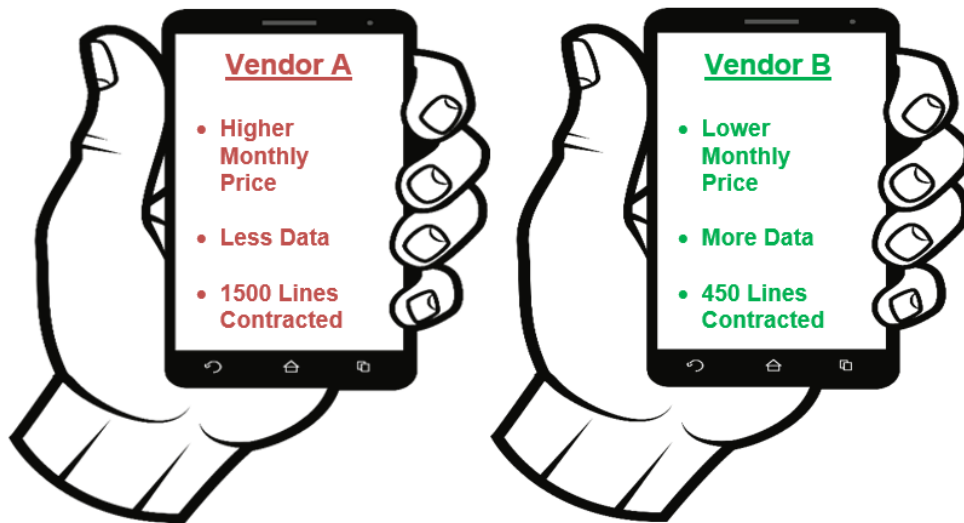 Vendor A
• Higher
Monthly
Price
• Less Data
• 1500 Lines
Contracted
Vendor B
• Lower
Monthly
Price
• More Data
• 450 Lines
Contracted